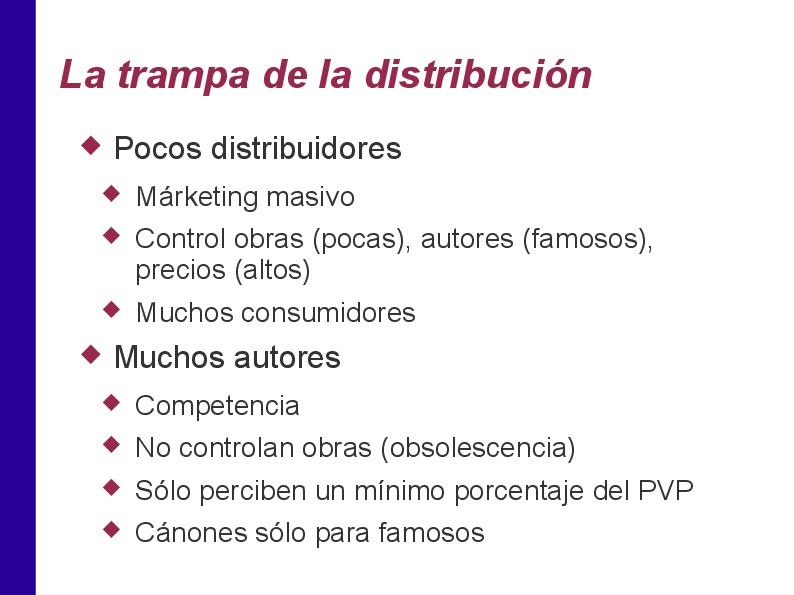 La trampa de la distribución
Pocos distribuidores
Márketing masivo
Control obras (pocas), autores (famosos),
precios (altos)
Muchos consumidores
Muchos autores
Competencia
No controlan obras (obsolescencia)
Sólo perciben un mínimo porcentaje del PVP
Cánones sólo para famosos